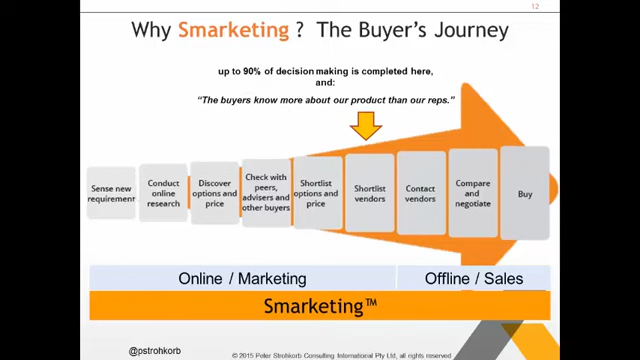 12
Why Smarketing ? The Buyer's Journey
up to 90% of decision making is completed here,
and:
“The buyers know more about our product than our reps.”
Sense new
requirement
Conduct
online
research
Discover
options and
price
Check with
peers,
advisers and
other buyers
Shortlist
options and
price
Shortlist
vendors
Contact
vendors
Compare
and
negotiate
Buy
Online / Marketing
Offline / Sales
Smarketing™
@pstrohkorb
© 2015 Peter Strohkorb Consulting International Pty Ltd, all rights reserved